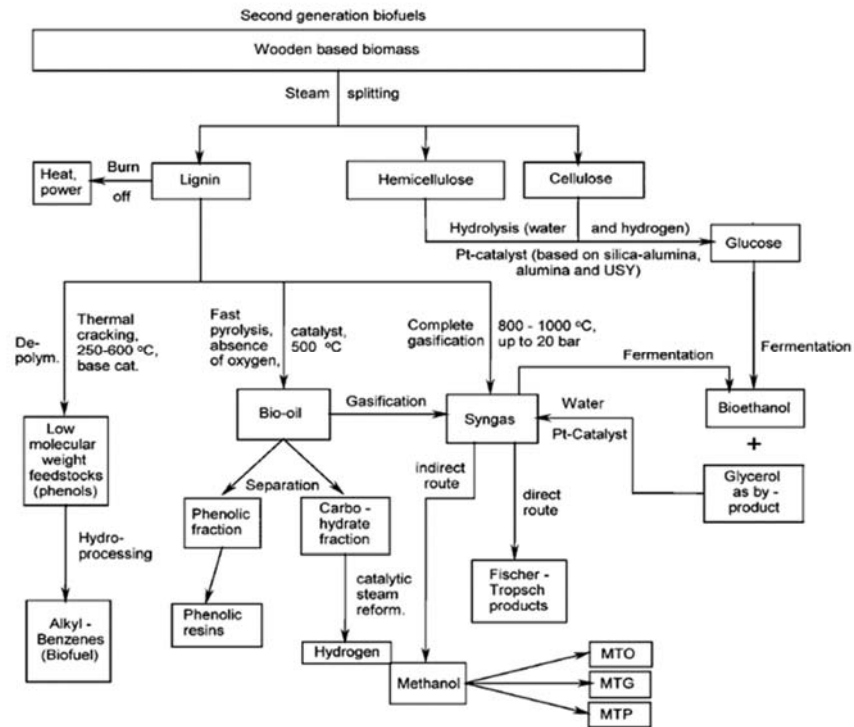 Second generation biofuels
Wooden based biomass
Steam splitting
Heat,
power
Burn
off
Lignin
Hemicellulose
Cellulose
Hydrolysis (water and hydrogen)
Pt-catalyst (based on silica-alumina,
alumina and USY)
Glucose
De-
polym.
Thermal
cracking,
250-600 ºC,
base cat.
Fast
pyrolysis,
absence
of oxygen,
catalyst,
500 ºC
Complete
gasification
800 - 1000 ºC,
up to 20 bar
Fermentation
Fermentation
Low
molecular
weight
feedstocks
(phenols)
Bio-oil
Gasification
Syngas
Water
Pt-Catalyst
Bioethanol
+
Glycerol
as by -
product
Separation
indirect
route
direct
route
Phenolic
fraction
Carbo -
hydrate
fraction
Hydro-
processing
Fischer -
Tropsch
products
catalytic
steam
reform.
Alkyl -
Benzenes
(Biofuel)
Phenolic
resins
Hydrogen
Methanol
MTO
MTG
MTP